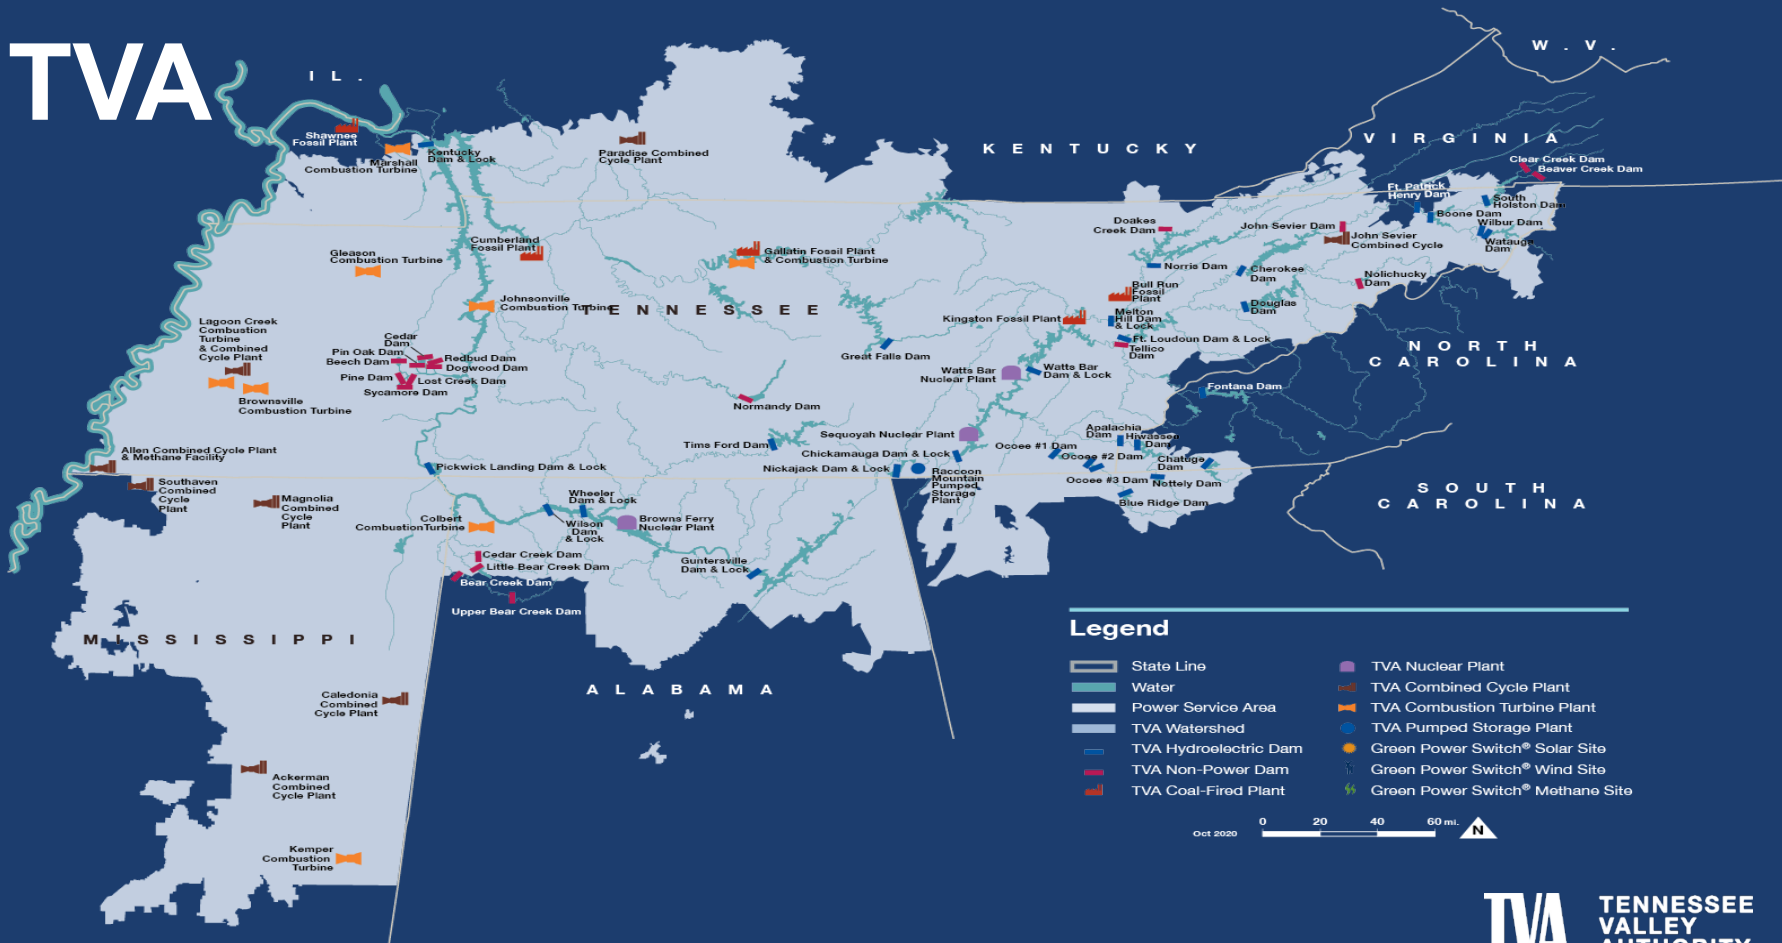 TVA
I L .
W . V .
VIRGINIA
KENTUCKY
TENNESSEE
NORTH
CAROLINA
SOUTH
CAROLINA
MISSISSIPPI
ALABAMA
Shawnee
Fossil Plant
Marshall
Combustion Turbine
Kentucky
Dam & Lock
Paradise Combined
Cycle Plant
Clear Creek Dam
Beaver Creek Dam
Ft. Patrick
Henry Dam
South
Holston Dam
Boone Dam
Wilbur Dam
Watauga
Dam
Doakes
Creek Dam
John Sevier Dam
John Sevier
Combined Cycle
Cumberland
Fossil Plant
Gleason
Combustion Turbine
Gallatin Fossil Plant
& Combustion Turbine
Norris Dam
Cherokee
Dam
Nolichucky
Dam
Bull Run
Fossil
Plant
Johnsonville
Combustion Turbine
Douglas
Dam
Melton
Hill Dam
& Lock
Kingston Fossil Plant
Lagoon Creek
Combustion
Turbine
& Combined
Cycle Plant
Cedar
Dam
Pin Oak Dam
Beech Dam
Redbud Dam
Dogwood Dam
Pine Dam
Lost Creek Dam
Sycamore Dam
Great Falls Dam
Ft. Loudoun Dam & Lock
Tellico
Dam
Watts Bar
Nuclear Plant
Watts Bar
Dam & Lock
Fontana Dam
Brownsville
Combustion Turbine
Normandy Dam
Apalachia
Dam
Hiwassee
Dam
Sequoyah Nuclear Plant
Tims Ford Dam
Chickamauga Dam & Lock
Ocoee #1 Dam
Ocoee #2 Dam
Chatuge
Dam
Allen Combined Cycle Plant
& Methane Facility
Pickwick Landing Dam & Lock
Nickajack Dam & Lock
Raccoon
Mountain
Pumped
Storage
Plant
Ocoee #3 Dam
Nottely Dam
Blue Ridge Dam
Southaven
Combined
Cycle
Plant
Magnolia
Combined
Cycle
Plant
Wheeler
Dam & Lock
Colbert
CombustionTurbine
Wilson
Dam
& Lock
Browns Ferry
Nuclear Plant
Cedar Creek Dam
Little Bear Creek Dam
Bear Creek Dam
Guntersville
Dam & Lock
Upper Bear Creek Dam
Caledonia
Combined
Cycle Plant
Ackerman
Combined
Cycle Plant
Kemper
Combustion
Turbine
Legend
State Line
Water
Power Service Area
TVA Watershed
TVA Hydroelectric Dam
TVA Non-Power Dam
TVA Coal-Fired Plant
TVA Nuclear Plant
TVA Combined Cycle Plant
TVA Combustion Turbine Plant
TVA Pumped Storage Plant
Green Power Switch® Solar Site
Green Power Switch® Wind Site
Green Power Switch® Methane Site
Oct 2020
0 20 40 60 mi.
N
TVA
TENNESSEE
VALLEY
AUTHORITY